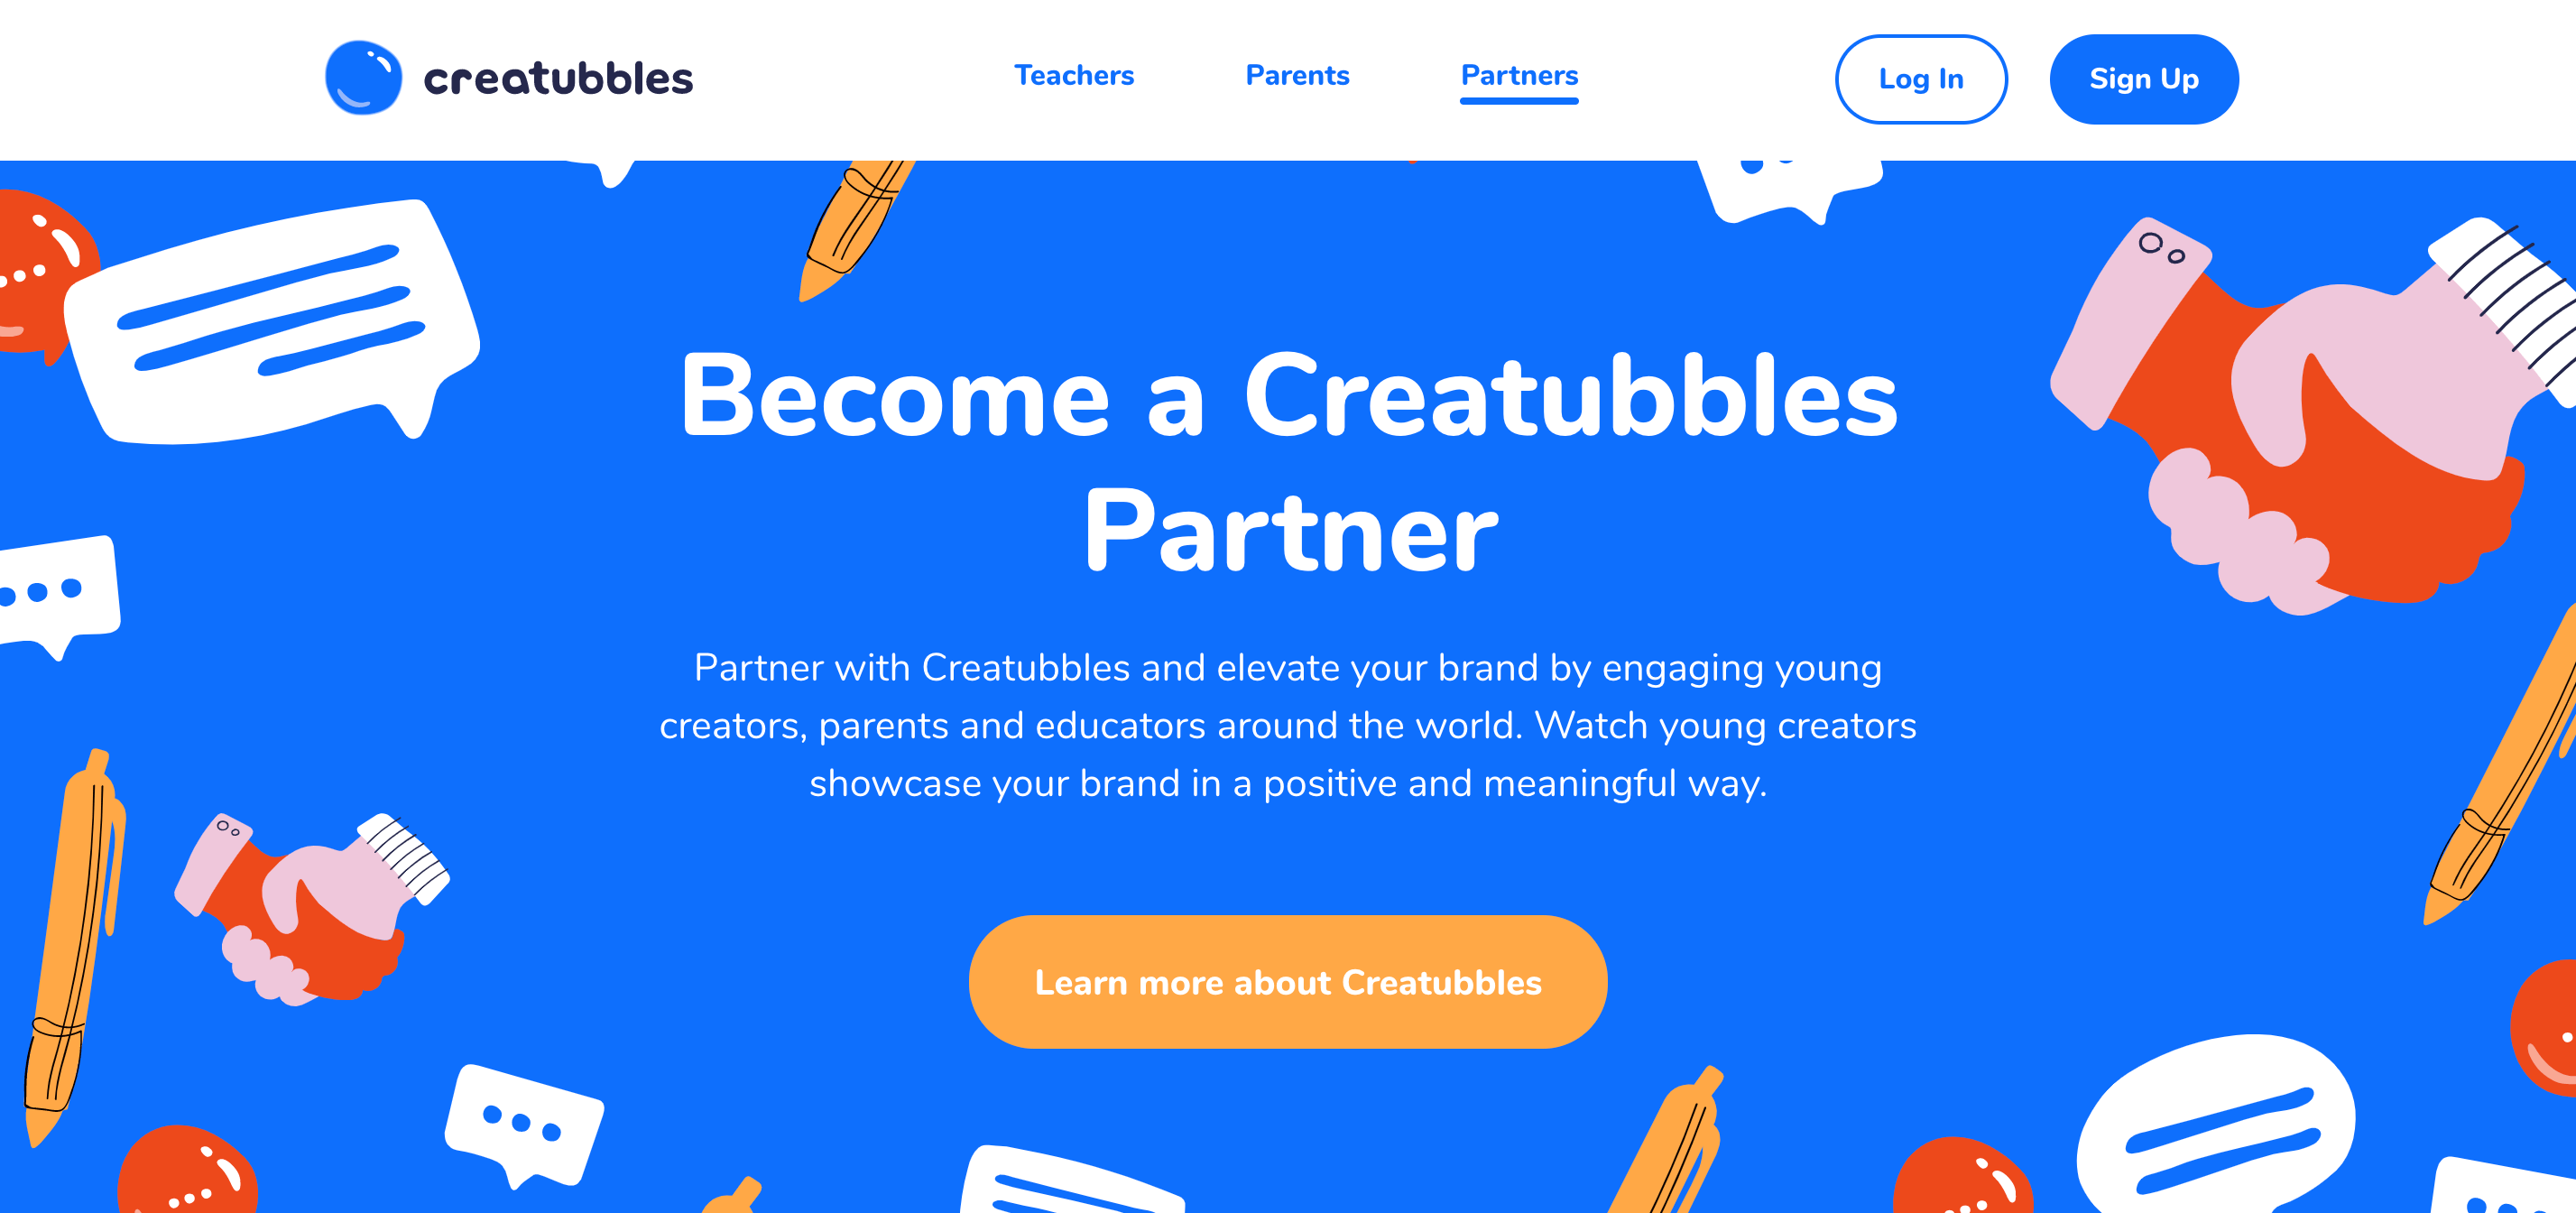 creatubbles
Teachers
Parents
Partners
Log In
Sign Up
Become a Creatubbles
Partner
Partner with Creatubbles and elevate your brand by engaging young
creators, parents and educators around the world. Watch young creators
showcase your brand in a positive and meaningful way.
Learn more about Creatubbles